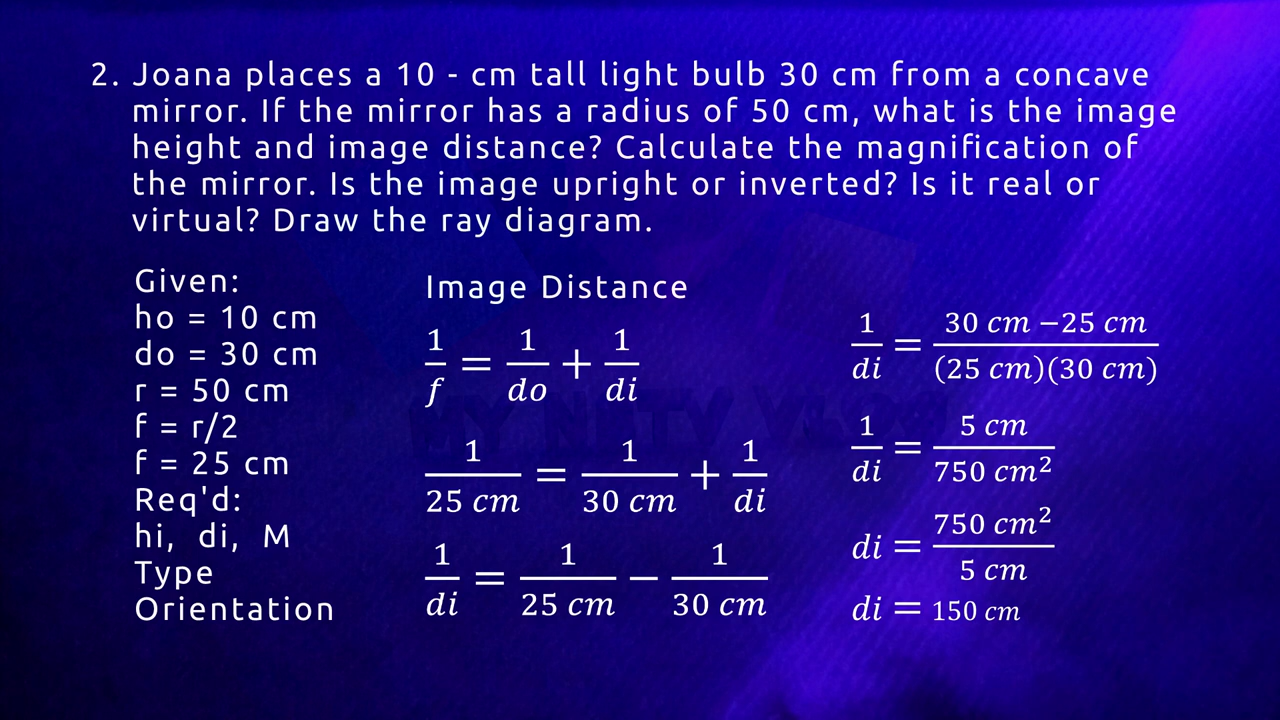 2. Joana places a 10 - cm tall light bulb 30 cm from a concave
mirror. If the mirror has a radius of 50 cm, what is the image
height and image distance? Calculate the magnification of
the mirror. Is the image upright or inverted? Is it real or
virtual? Draw the ray diagram.
Given:
ho = 10 cm
do = 30 cm
r = 50 cm
f = r/2
f = 25 cm
Req'd:
hi, di, M
Type
Orientation
Image Distance
1/f = 1/do + 1/di
1/25 cm = 1/30 cm + 1/di
1/di = 1/25 cm − 1/30 cm
1/di = 30 cm −25 cm/(25 cm)(30 cm)
1/di = 5 cm/750 cm²
di = 750 cm²/5 cm
di = 150 cm
MY NHTV VLOG